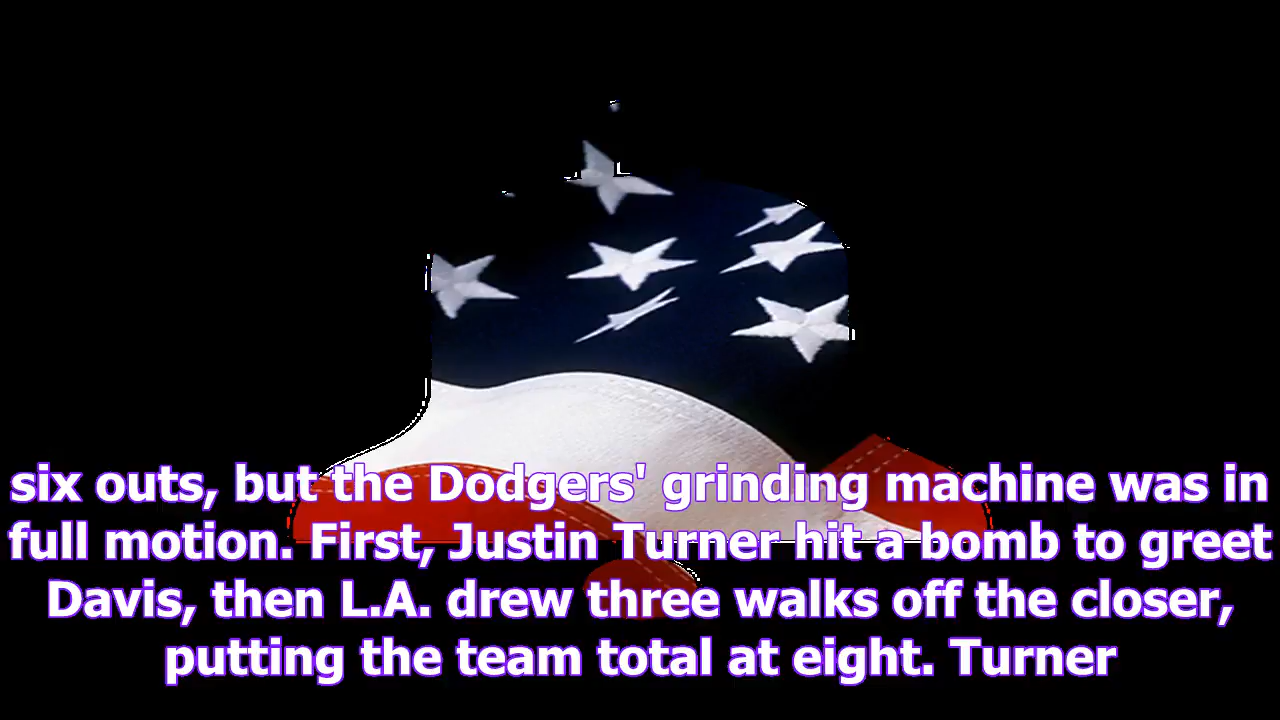 six outs, but the Dodgers' grinding machine was in
full motion. First, Justin Turner hit a bomb to greet
Davis, then L.A. drew three walks off the closer,
putting the team total at eight. Turner